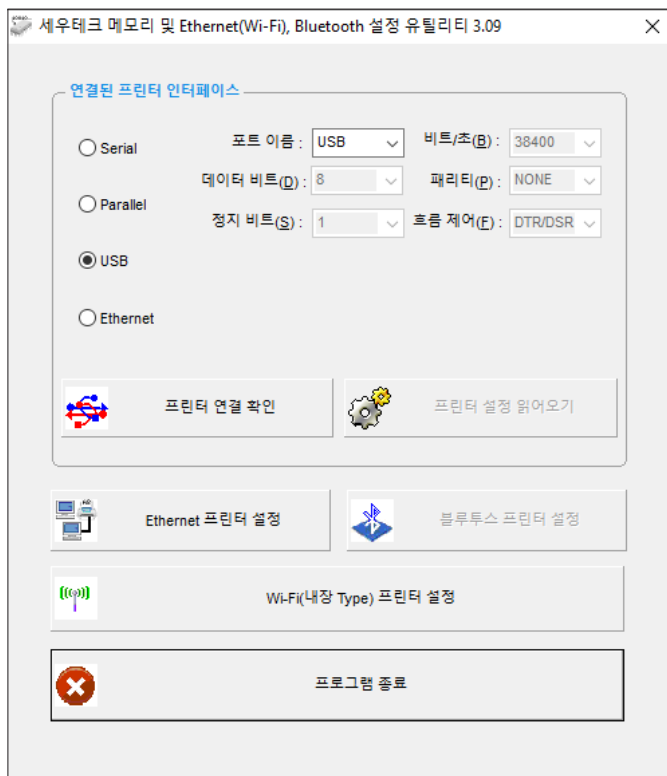 세우테크 메모리 및 Ethernet(Wi-Fi), Bluetooth 설정 유틸리티 3.09
연결된 프린터 인터페이스
Serial
포트 이름 : USB
비트/초(B) : 38400
데이터 비트(D) : 8
패리티(P) : NONE
Parallel
정지 비트(S) : 1
흐름 제어(F) : DTR/DSR
USB
Ethernet
프린터 연결 확인
프린터 설정 읽어오기
Ethernet 프린터 설정
블루투스 프린터 설정
((ꞏ)) Wi-Fi(내장 Type) 프린터 설정
프로그램 종료